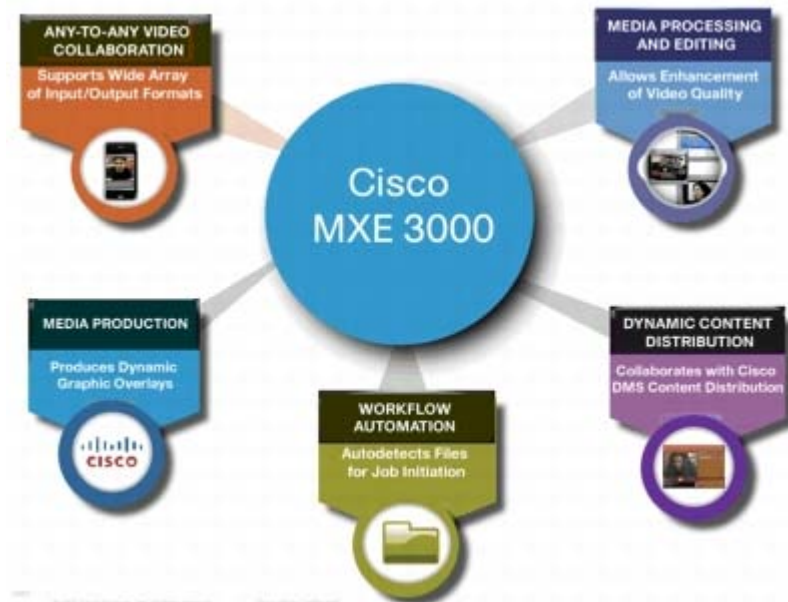 ANY-TO-ANY VIDEO
COLLABORATION
Supports Wide Array
of Input/Output Formats
MEDIA PROCESSING
AND EDITING
Allows Enhancement
of Video Quality
Cisco
MXE 3000
MEDIA PRODUCTION
Produces Dynamic
Graphic Overlays
CISCO
WORKFLOW
AUTOMATION
Autodetects Files
for Job Initiation
DYNAMIC CONTENT
DISTRIBUTION
Collaborates with Cisco
DMS Content Distribution